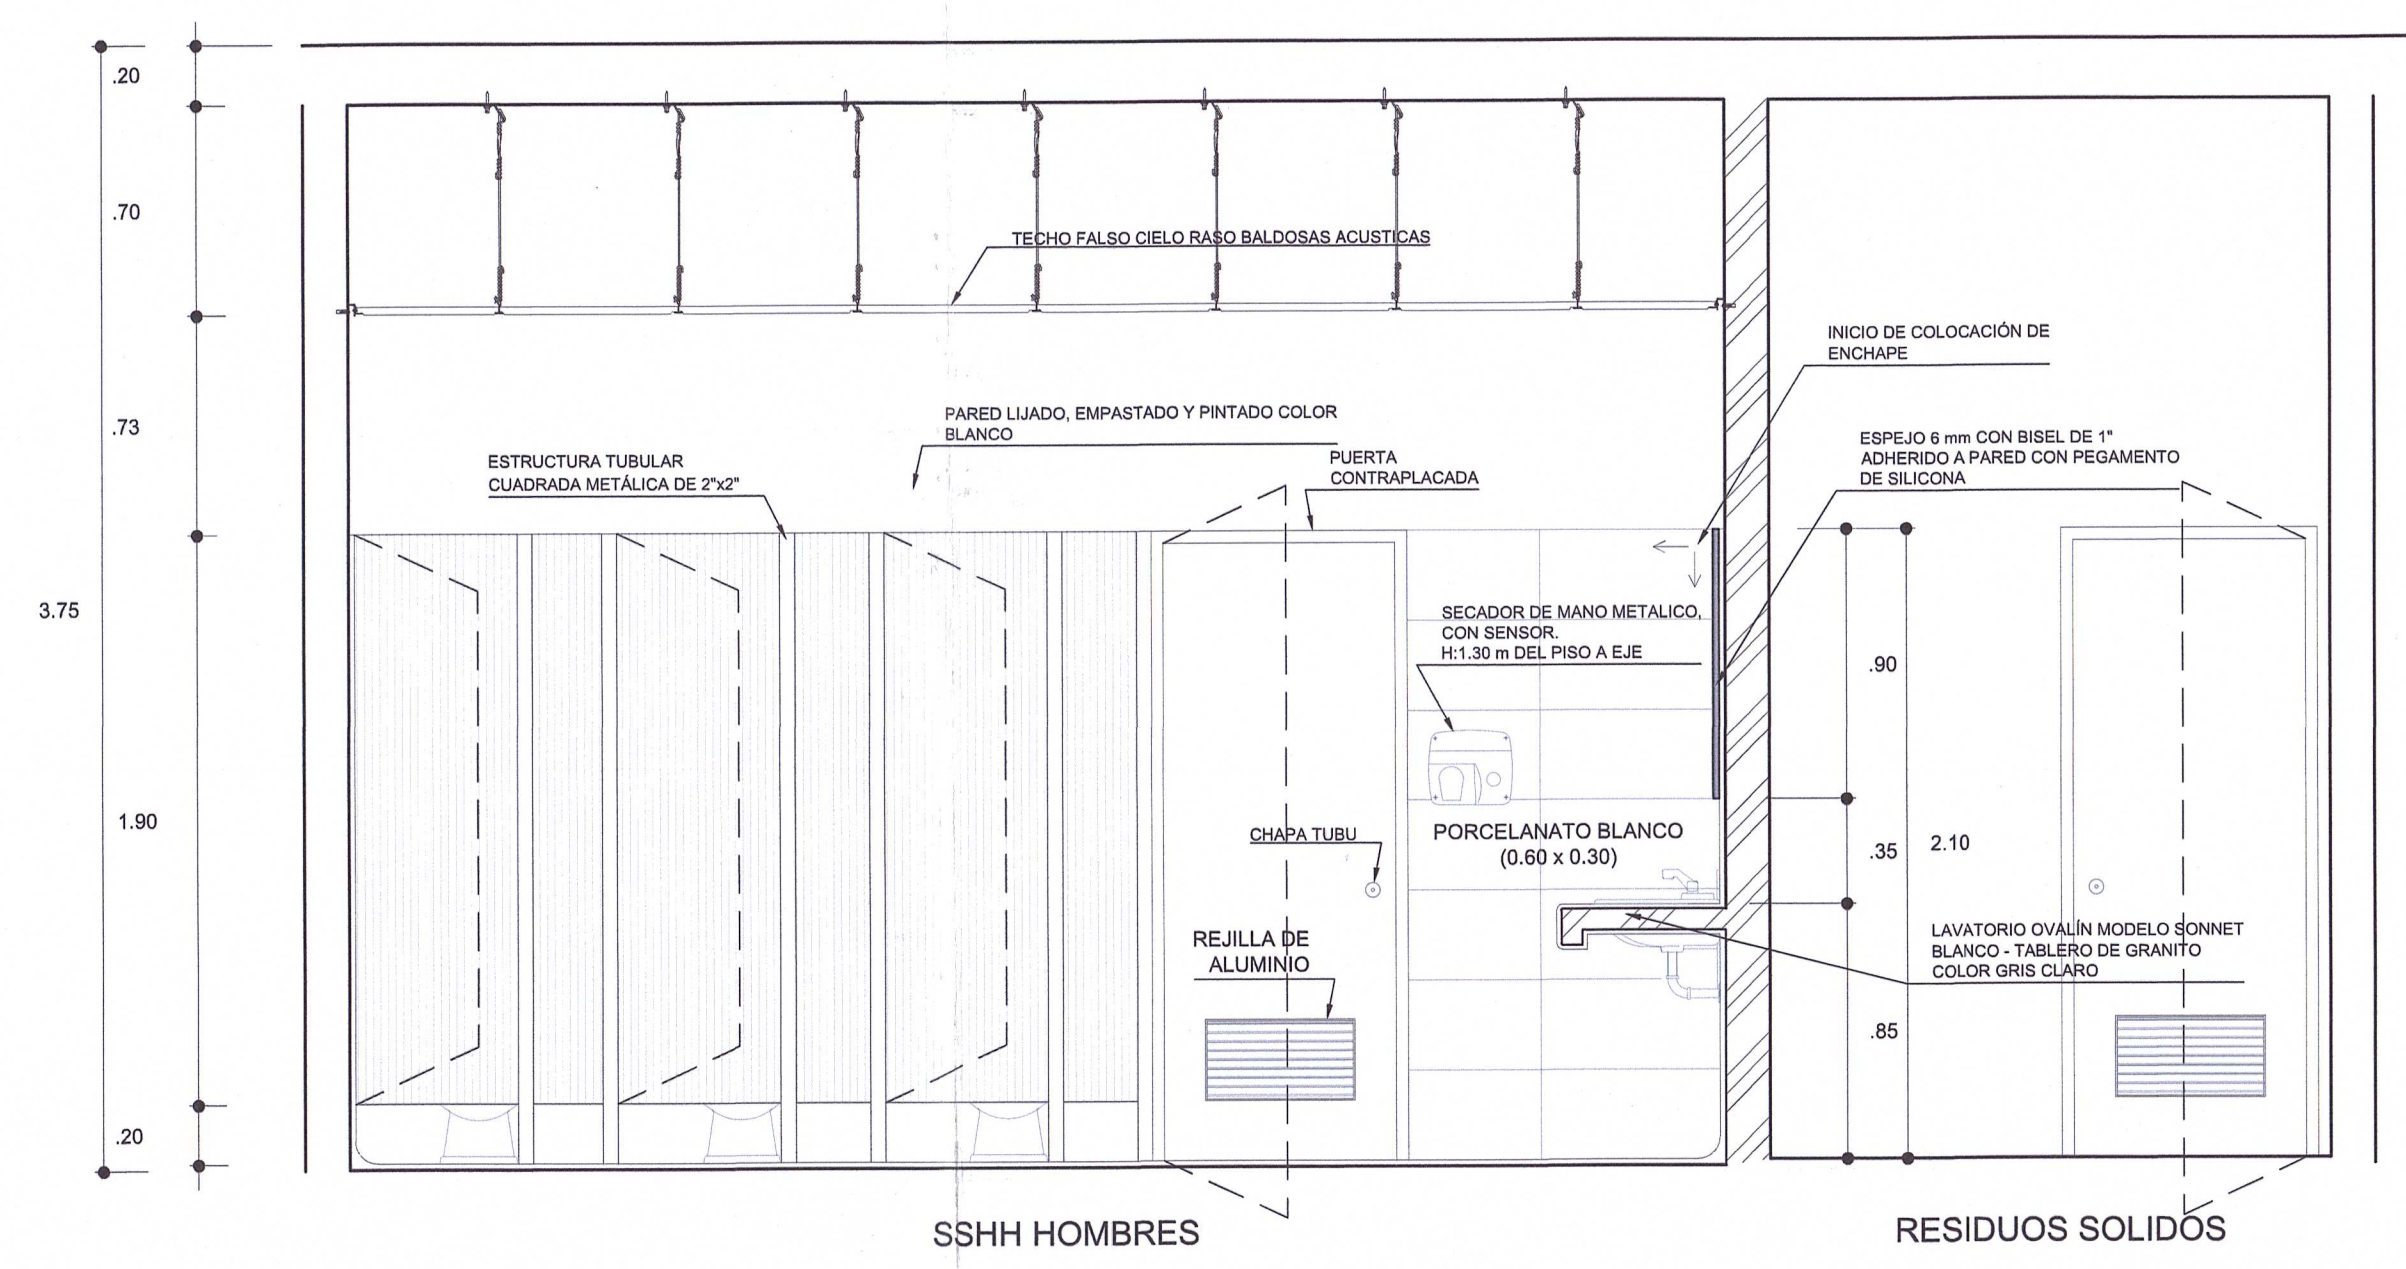 .20
.70
TECHO FALSO CIELO RASO BALDOSAS ACUSTICAS
INICIO DE COLOCACIÓN DE
ENCHAPE
.73
PARED LIJADO, EMPASTADO Y PINTADO COLOR
BLANCO
ESPEJO 6 mm CON BISEL DE 1"
ADHERIDO A PARED CON PEGAMENTO
DE SILICONA
ESTRUCTURA TUBULAR
CUADRADA METÁLICA DE 2"x2"
PUERTA
CONTRAPLACADA
3.75
SECADOR DE MANO METALICO,
CON SENSOR.
H:1.30 m DEL PISO A EJE
.90
1.90
CHAPA TUBU
PORCELANATO BLANCO
(0.60 x 0.30)
.35
2.10
REJILLA DE
ALUMINIO
LAVATORIO OVALÍN MODELO SONNET
BLANCO - TABLERO DE GRANITO
COLOR GRIS CLARO
.85
.20
SSHH HOMBRES
RESIDUOS SOLIDOS